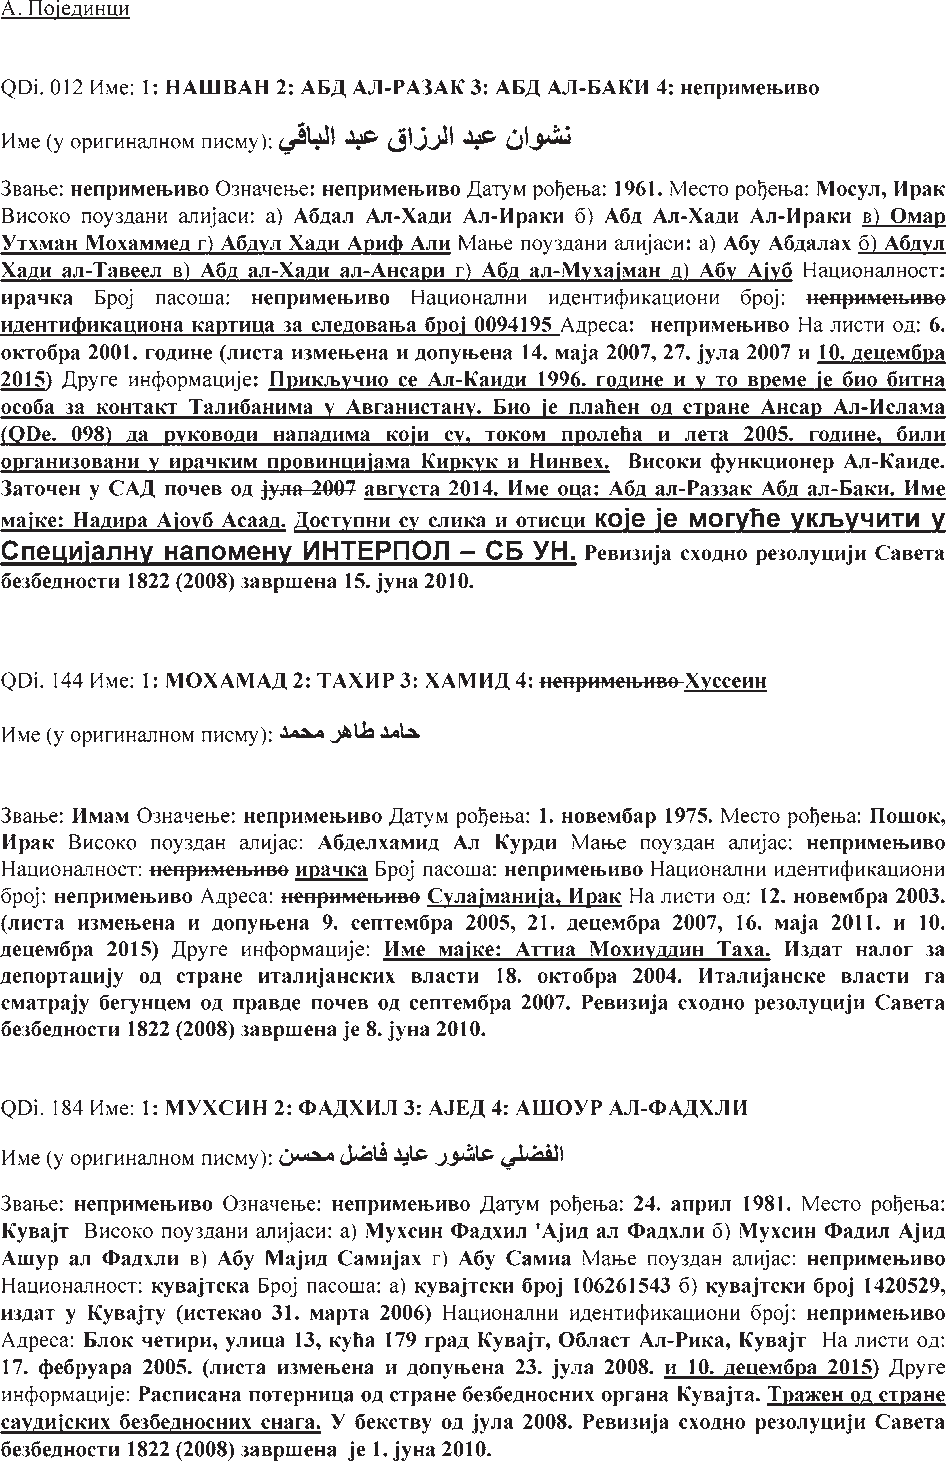 А. Појединци
QDi. 012 Име: 1: НАШВАН 2: АБД АЛ-РАЗАК 3: АБД АЛ-БАКИ 4: непримењиво
Име (у оригиналном писму): نشوان عبد الرزاق عبد الباقي
Звање: непримењиво Означење: непримењиво Датум рођења: 1961. Место рођења: Мосул, Ирак
Високо поуздани алијаси: а) Абдал Ал-Хади Ал-Ираки б) Абд Ал-Хади Ал-Ираки в) Омар
Утхман Мохаммед г) Абдул Хади Ариф Али Мање поуздани алијаси: а) Абу Абдалах б) Абдул
Хади ал-Тавеел в) Абд ал-Хади ал-Ансари г) Абд ал-Мухајман д) Абу Ајуб Националност:
ирачка Број пасоша: непримењиво Национални идентификациони број: непримењиво
идентификациона картица за следовања број 0094195 Адреса: непримењиво На листи од: 6.
октобра 2001. године (листа измењена и допуњена 14. маја 2007, 27. јула 2007 и 10. децембра
2015) Друге информације: Прикључио се Ал-Каиди 1996. године и у то време је био битна
особа за контакт Талибанима у Авганистану. Био је плаћен од стране Ансар Ал-Ислама
(QDe. 098) да руководи нападима који су, током пролећа и лета 2005. године, били
организовани у ирачким провинцијама Киркук и Нинвех. Високи функционер Ал-Каиде.
Заточен у САД почев од јула 2007 августа 2014. Име оца: Абд ал-Раззак Абд ал-Баки. Име
мајке: Надира Ајоуб Асаад. Доступни су слика и отисци које је могуће укључити у
Специјалну напомену ИНТЕРПОЛ – СБ УН. Ревизија сходно резолуцији Савета
безбедности 1822 (2008) завршена 15. јуна 2010.
QDi. 144 Име: 1: МОХАМАД 2: ТАХИР 3: ХАМИД 4: непримењиво Хуссеин
Име (у оригиналном писму): حامد طاهر محمد
Звање: Имам Означење: непримењиво Датум рођења: 1. новембар 1975. Место рођења: Пошок,
Ирак Високо поуздан алијас: Абделхамид Ал Курди Мање поуздан алијас: непримењиво
Националност: непримењиво ирачка Број пасоша: непримењиво Национални идентификациони
број: непримењиво Адреса: непримењиво Сулајманија, Ирак На листи од: 12. новембра 2003.
(листа измењена и допуњена 9. септембра 2005, 21. децембра 2007, 16. маја 2011. и 10.
децембра 2015) Друге информације: Име мајке: Аттиа Мохиуддин Таха. Издат налог за
депортацију од стране италијанских власти 18. октобра 2004. Италијанске власти га
сматрају бегунцем од правде почев од септембра 2007. Ревизија сходно резолуцији Савета
безбедности 1822 (2008) завршена је 8. јуна 2010.
QDi. 184 Име: 1: МУХСИН 2: ФАДХИЛ 3: АЈЕД 4: АШОУР АЛ-ФАДХЛИ
Име (у оригиналном писму): الفضلي عاشور عايد فاضل محسن
Звање: непримењиво Означење: непримењиво Датум рођења: 24. април 1981. Место рођења:
Кувајт Високо поуздани алијаси: а) Мухсин Фадхил 'Ајид ал Фадхли б) Мухсин Фадил Ајид
Ашур ал Фадхли в) Абу Мајид Самијах г) Абу Самиа Мање поуздан алијас: непримењиво
Националност: кувајтска Број пасоша: а) кувајтски број 106261543 б) кувајтски број 1420529,
издат у Кувајту (истекао 31. марта 2006) Национални идентификациони број: непримењиво
Адреса: Блок четири, улица 13, кућа 179 град Кувајт, Област Ал-Рика, Кувајт На листи од:
17. фебруара 2005. (листа измењена и допуњена 23. јула 2008. и 10. децембра 2015) Друге
информације: Расписана потерница од стране безбедносних органа Кувајта. Тражен од стране
саудијских безбедносних снага. У бекству од јула 2008. Ревизија сходно резолуцији Савета
безбедности 1822 (2008) завршена је 1. јуна 2010.